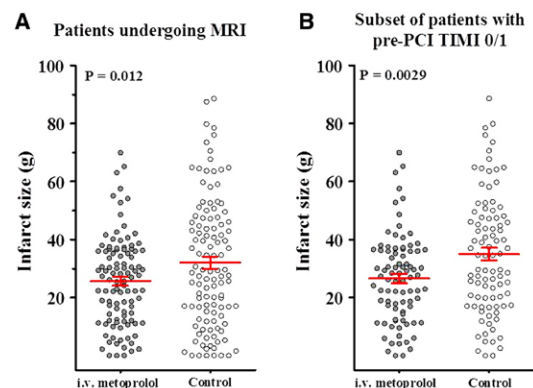 A
Patients undergoing MRI
P = 0.012
Infarct size (g)
100
80
60
40
20
i.v. metoprolol
Control
B
Subset of patients with
pre-PCI TIMI 0/1
P = 0.0029
Infarct size (g)
100
80
60
40
20
i.v. metoprolol
Control